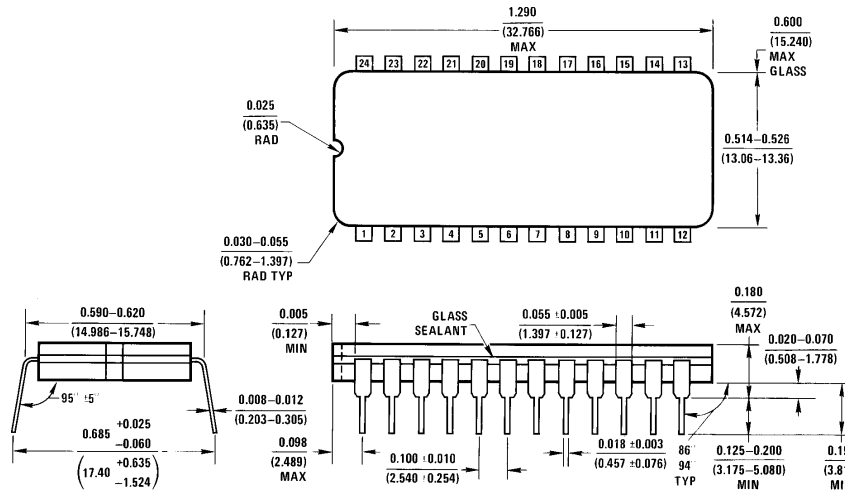 1.290
(32.766)
MAX
0.600
(15.240)
MAX
GLASS
24 23 22 21 20 19 18 17 16 15 14 13
0.025
(0.635)
RAD
0.514–0.526
(13.06–13.36)
1 2 3 4 5 6 7 8 9 10 11 12
0.030–0.055
(0.762–1.397)
RAD TYP
0.590–0.620
(14.986–15.748)
0.005
(0.127)
MIN
GLASS
SEALANT
0.055 ±0.005
(1.397 ±0.127)
0.180
(4.572)
MAX
0.020–0.070
(0.508–1.778)
95° ±5°
0.008–0.012
(0.203–0.305)
0.685 +0.025
−0.060
(17.40 +0.635
−1.524)
0.098
(2.489)
MAX
0.100 ±0.010
(2.540 ±0.254)
0.018 ±0.003
(0.457 ±0.076)
86°
94°
TYP
0.125–0.200
(3.175–5.080)
MIN
0.15
(3.81
MI